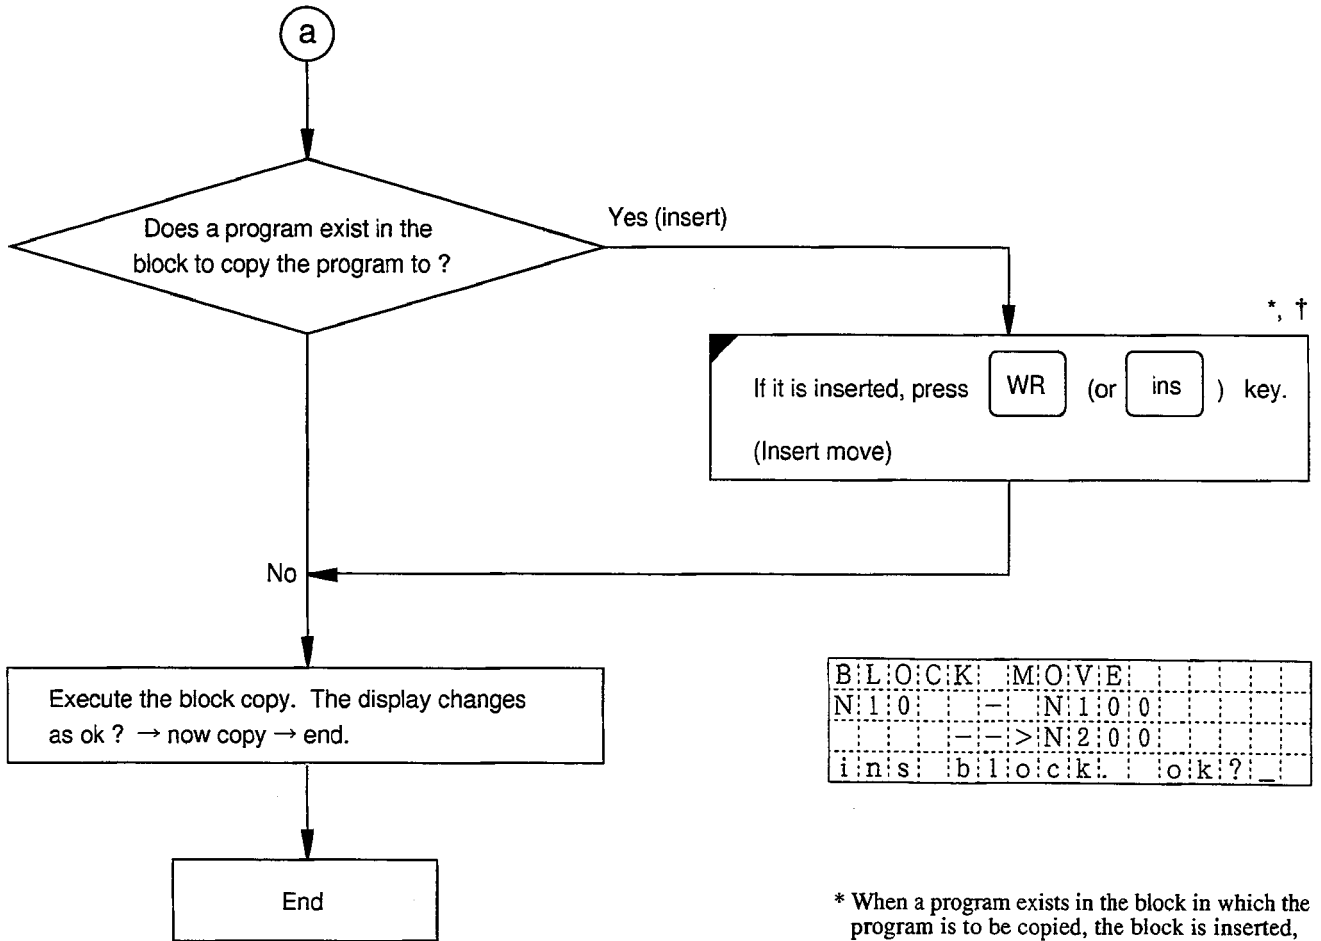 a
Does a program exist in the
block to copy the program to ?
Yes (insert)
*, †
If it is inserted, press WR (or ins ) key.
(Insert move)
No
Execute the block copy. The display changes
as ok ? → now copy → end.
BLOCK MOVE
N10 - N100
-->N200
ins block. ok?_
End
* When a program exists in the block in which the
program is to be copied, the block is inserted,